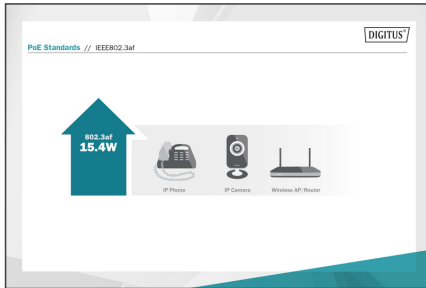 DIGITUS®
PoE Standards // IEEE802.3af
802.3af
15.4W
IP Phone
IP Camera
Wireless AP/Router